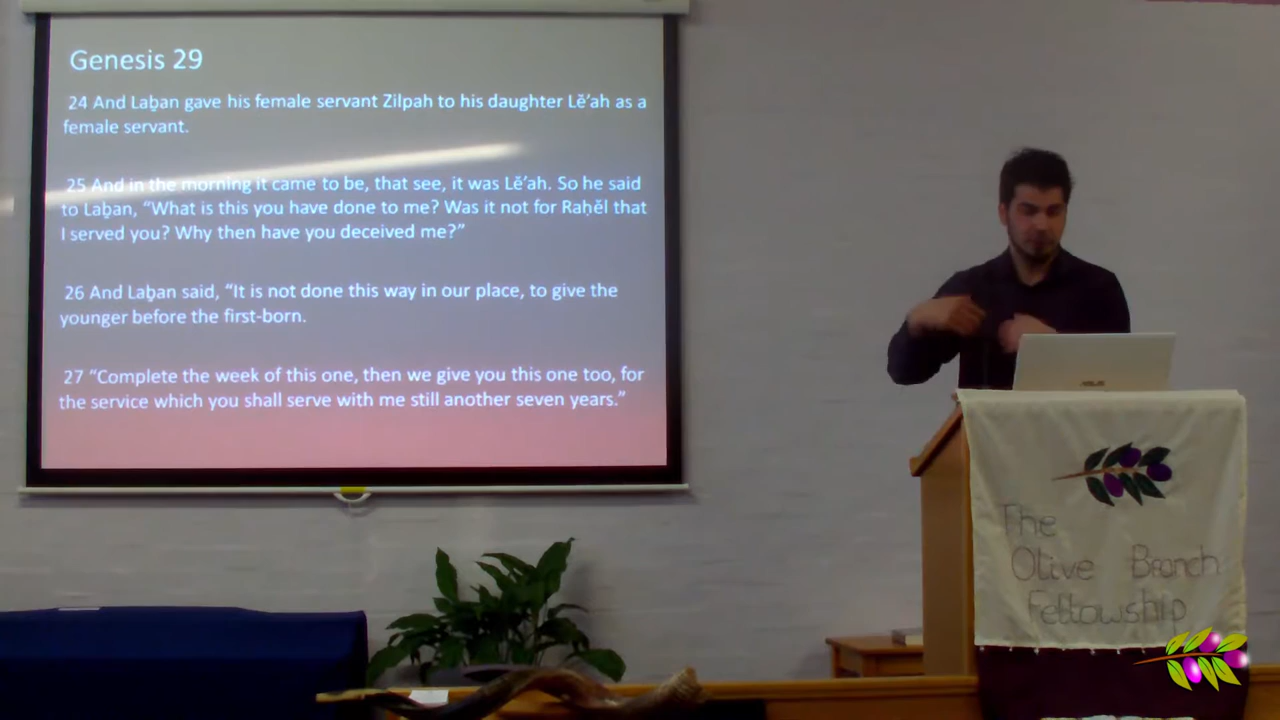 Genesis 29
24 And Laḇan gave his female servant Zilpah to his daughter Lĕ’ah as a
female servant.
25 And in the morning it came to be, that see, it was Lĕ’ah. So he said
to Laḇan, “What is this you have done to me? Was it not for Raḥĕl that
I served you? Why then have you deceived me?”
26 And Laḇan said, “It is not done this way in our place, to give the
younger before the first-born.
27 “Complete the week of this one, then we give you this one too, for
the service which you shall serve with me still another seven years.”
ASUS
The
Olive Branch
Fellowship